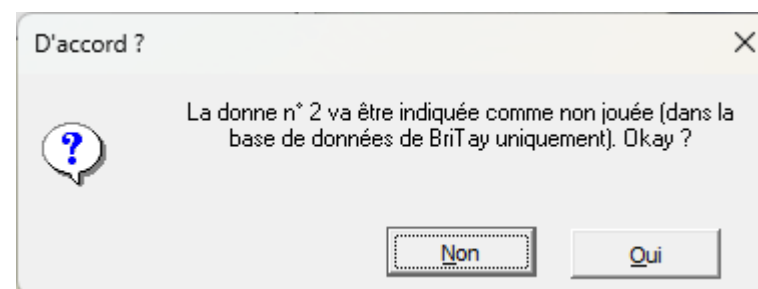 D'accord ?
La donne n° 2 va être indiquée comme non jouée (dans la
base de données de BriTay uniquement). Okay ?
Non
Oui